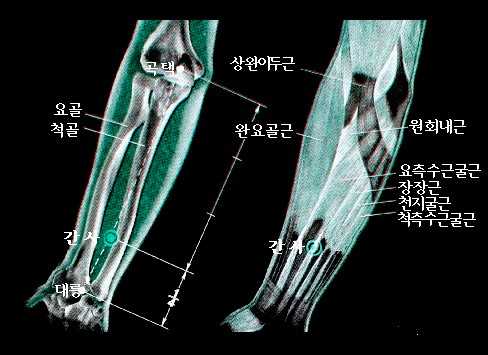 곡택
요골
척골
간 사
대릉
상완이두근
완요골근
원회내근
요측수근굴근
장장근
천지굴근
척측수근굴근
간 사